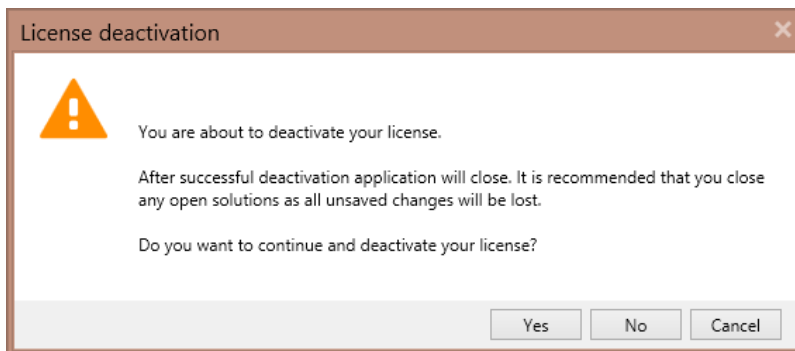 License deactivation
You are about to deactivate your license.
After successful deactivation application will close. It is recommended that you close
any open solutions as all unsaved changes will be lost.
Do you want to continue and deactivate your license?
Yes No Cancel